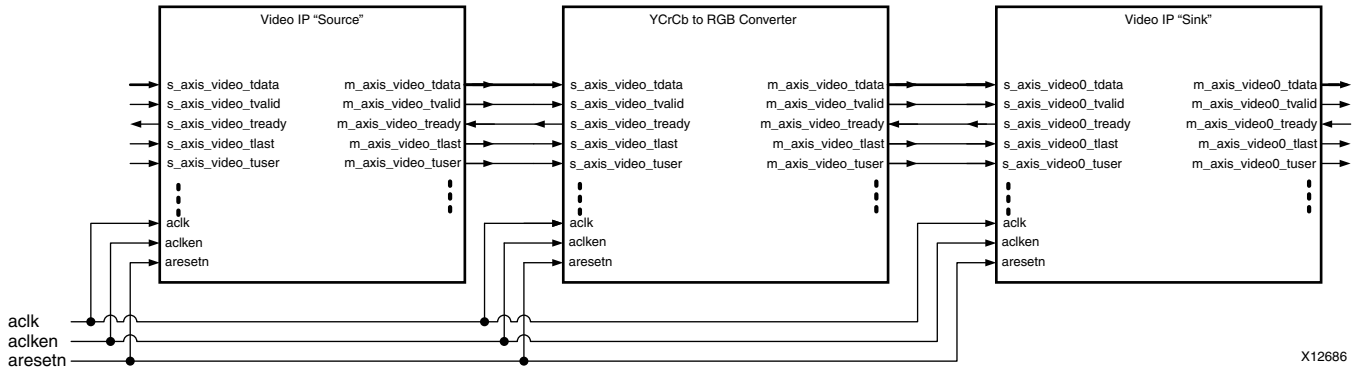 Video IP “Source”
s_axis_video_tdata
s_axis_video_tvalid
s_axis_video_tready
s_axis_video_tlast
s_axis_video_tuser
m_axis_video_tdata
m_axis_video_tvalid
m_axis_video_tready
m_axis_video_tlast
m_axis_video_tuser
aclk
aclken
aresetn
YCrCb to RGB Converter
s_axis_video_tdata
s_axis_video_tvalid
s_axis_video_tready
s_axis_video_tlast
s_axis_video_tuser
m_axis_video_tdata
m_axis_video_tvalid
m_axis_video_tready
m_axis_video_tlast
m_axis_video_tuser
aclk
aclken
aresetn
Video IP “Sink”
s_axis_video0_tdata
s_axis_video0_tvalid
s_axis_video0_tready
s_axis_video0_tlast
s_axis_video0_tuser
m_axis_video0_tdata
m_axis_video0_tvalid
m_axis_video0_tready
m_axis_video0_tlast
m_axis_video0_tuser
aclk
aclken
aresetn
aclk
aclken
aresetn
X12686